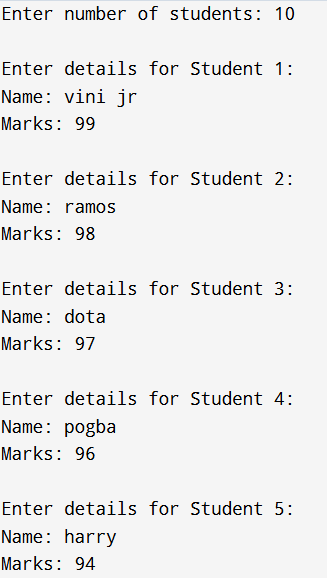 Enter number of students: 10
Enter details for Student 1:
Name: vini jr
Marks: 99
Enter details for Student 2:
Name: ramos
Marks: 98
Enter details for Student 3:
Name: dota
Marks: 97
Enter details for Student 4:
Name: pogba
Marks: 96
Enter details for Student 5:
Name: harry
Marks: 94